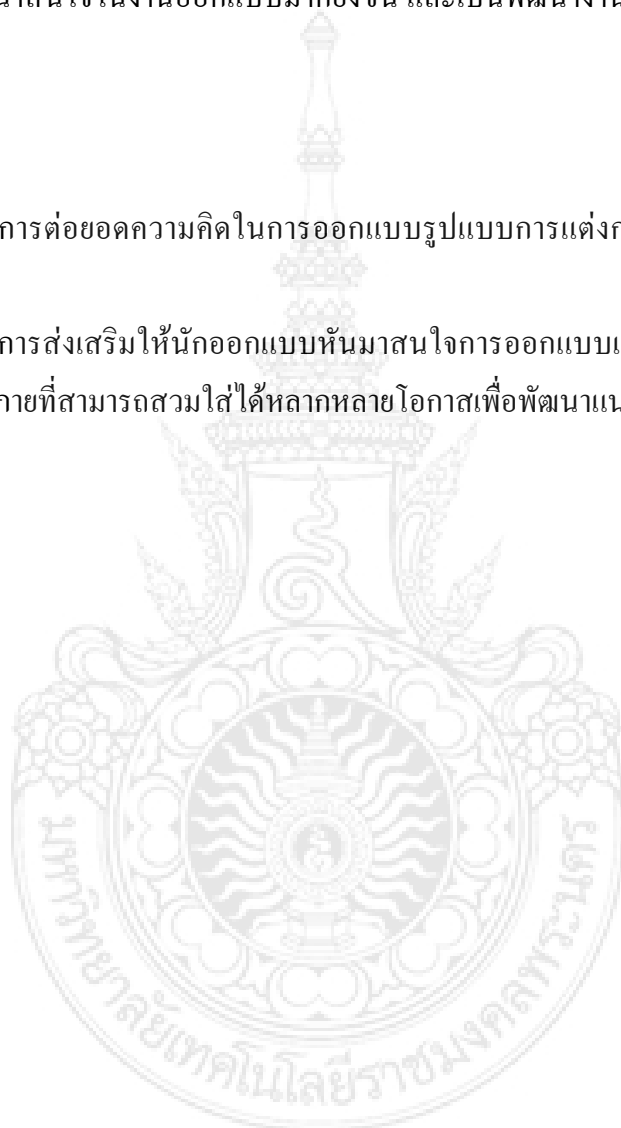 การต่อยอดความคิดในการออกแบบรูปแบบการแต่งก
การส่งเสริมให้นักออกแบบหันมาสนใจการออกแบบเ
กายที่สามารถสวมใส่ได้หลากหลายโอกาสเพื่อพัฒนาแน
มหาวิทยาลัยเทคโนโลยีราชมงคลพระนคร